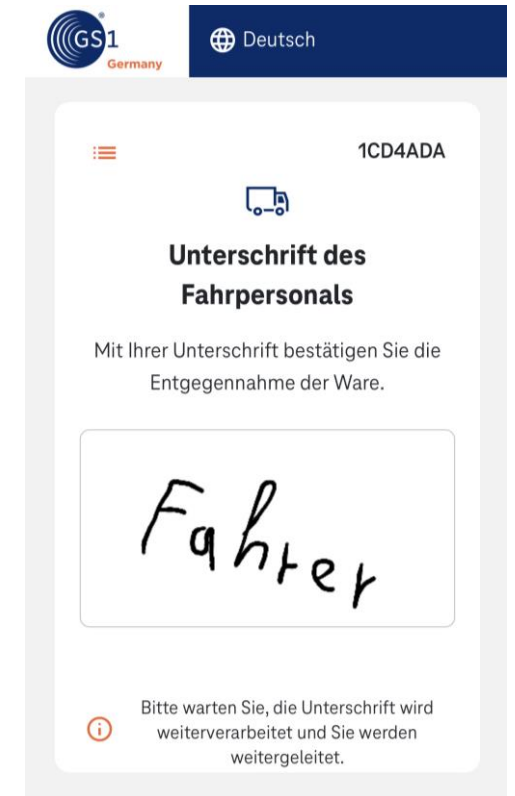 GS1
Germany
Deutsch
1CD4ADA
Unterschrift des
Fahrpersonals
Mit Ihrer Unterschrift bestätigen Sie die
Entgegennahme der Ware.
Fahrer
Bitte warten Sie, die Unterschrift wird
weiterverarbeitet und Sie werden
weitergeleitet.